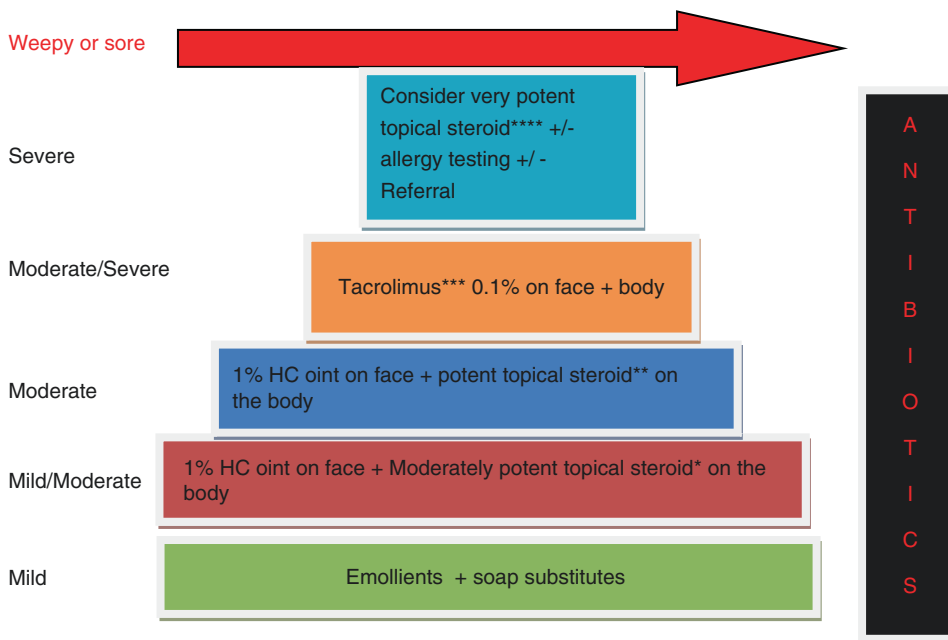 Weepy or sore
Severe
Consider very potent
topical steroid**** +/-
allergy testing +/ -
Referral
Moderate/Severe
Tacrolimus*** 0.1% on face + body
Moderate
1% HC oint on face + potent topical steroid** on
the body
Mild/Moderate
1% HC oint on face + Moderately potent topical steroid* on the
body
Mild
Emollients + soap substitutes
A
N
T
I
B
I
O
T
I
C
S